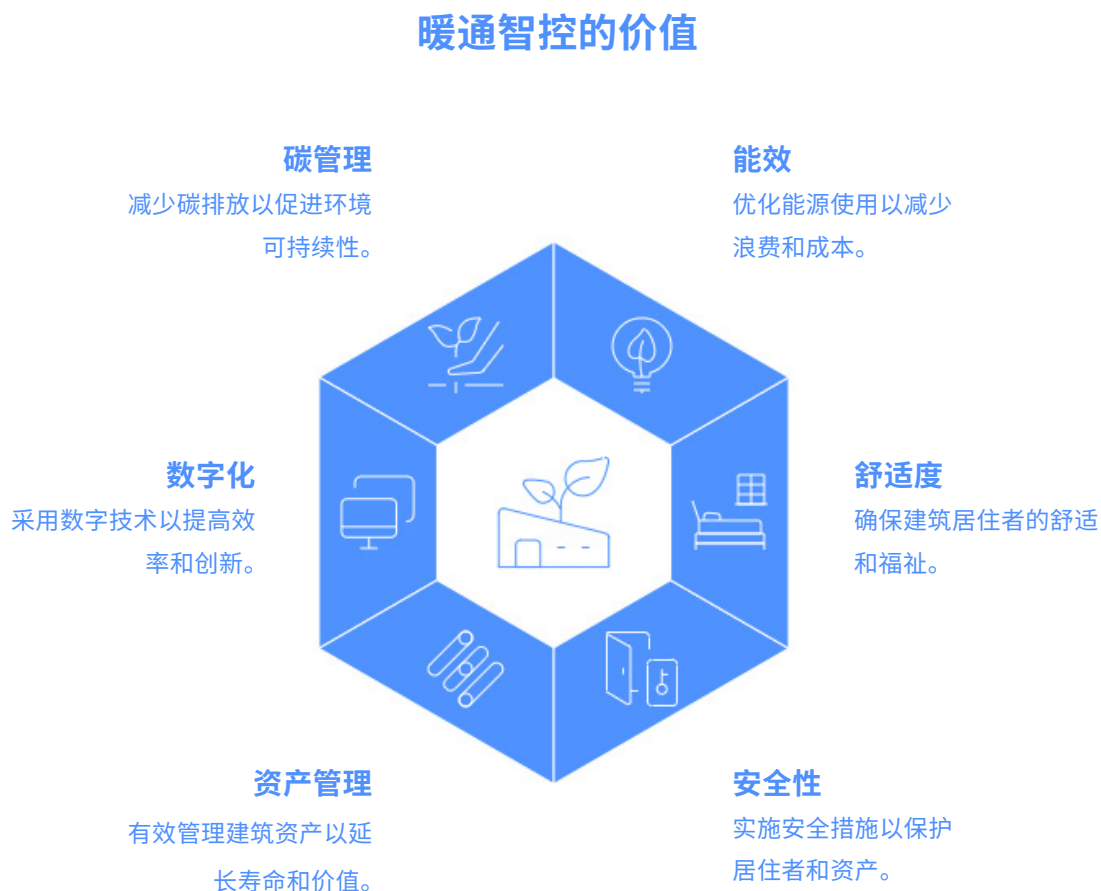 暖通智控的价值
碳管理
减少碳排放以促进环境
可持续性。
能效
优化能源使用以减少
浪费和成本。
数字化
采用数字技术以提高效
率和创新。
舒适度
确保建筑居住者的舒适
和福祉。
资产管理
有效管理建筑资产以延
长寿命和价值。
安全性
实施安全措施以保护
居住者和资产。